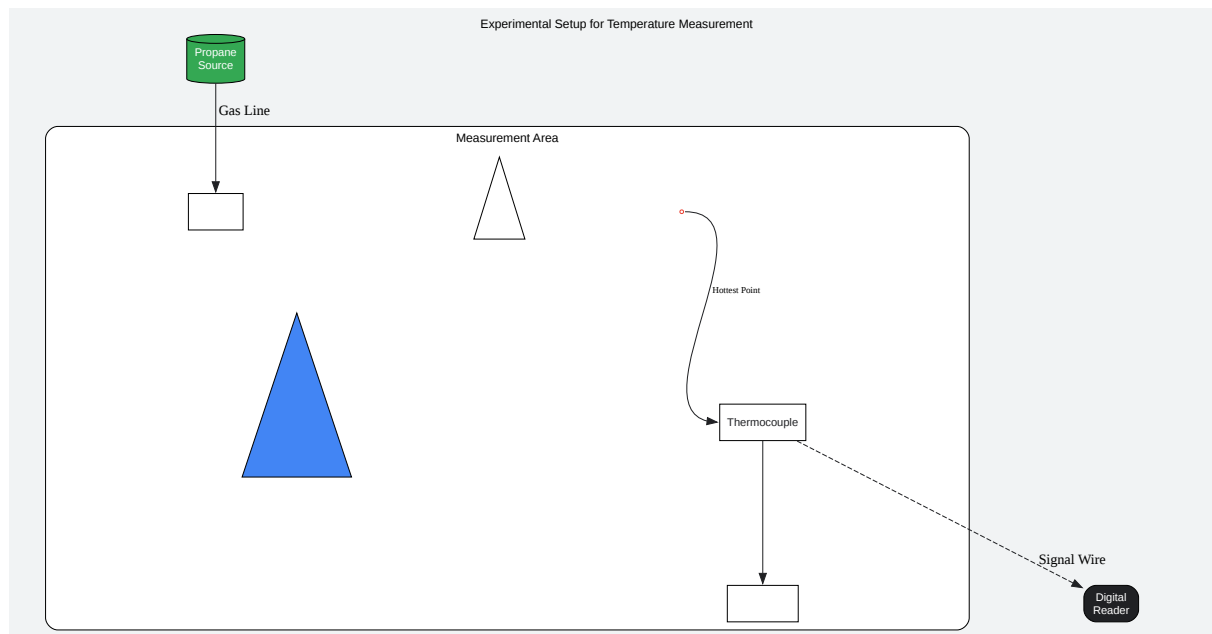 Experimental Setup for Temperature Measurement
Propane
Source
Gas Line
Measurement Area
Hottest Point
Thermocouple
Signal Wire
Digital
Reader